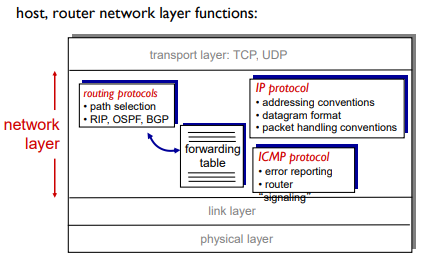 host, router network layer functions:
transport layer: TCP, UDP
routing protocols
• path selection
• RIP, OSPF, BGP
IP protocol
• addressing conventions
• datagram format
• packet handling conventions
network
layer
forwarding
table
ICMP protocol
• error reporting
• router
“signaling”
link layer
physical layer